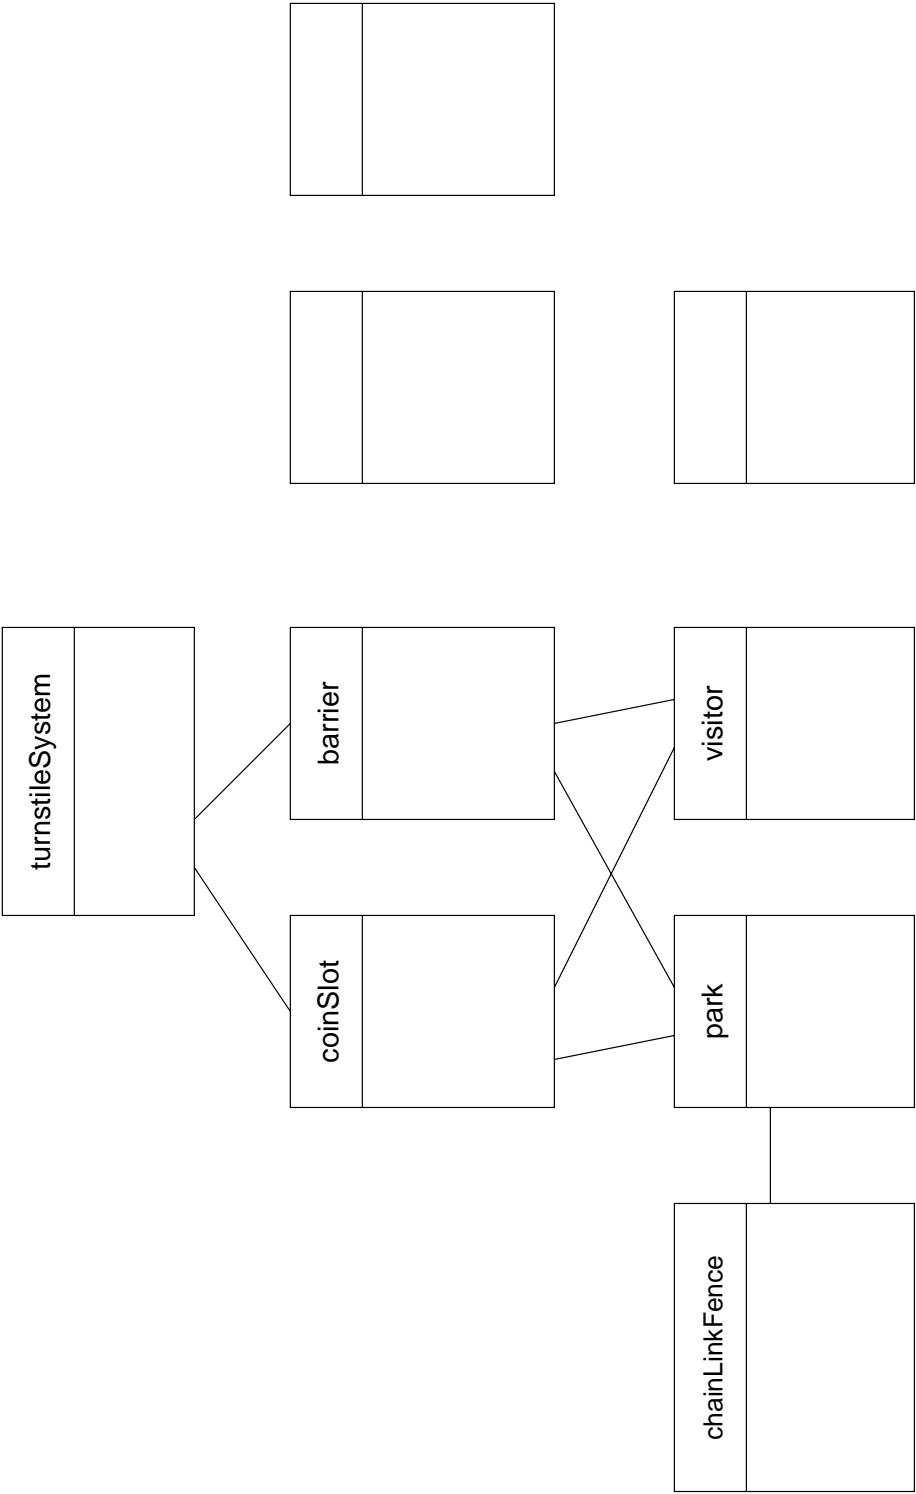 turnstileSystem
coinSlot
barrier
chainLinkFence
park
visitor